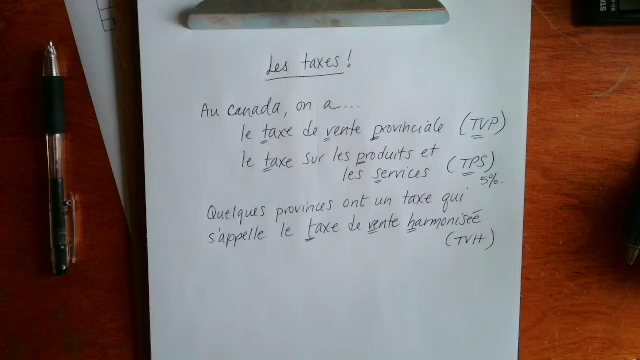 Les taxes!
Au Canada, on a...
le taxe de vente provinciale (TVP)
le taxe sur les produits et
les services (TPS)
5%.
Quelques provinces ont un taxe qui
s'appelle le taxe de vente harmonisée
(TVH)